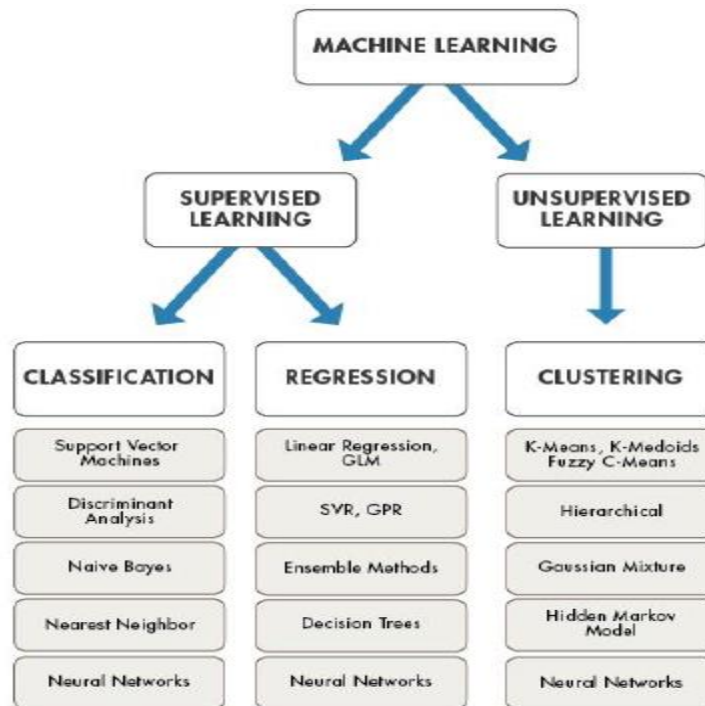 MACHINE LEARNING
SUPERVISED
LEARNING
UNSUPERVISED
LEARNING
CLASSIFICATION
REGRESSION
CLUSTERING
Support Vector
Machines
Linear Regression,
GLM
K-Means, K-Medoids
Fuzzy C-Means
Discriminant
Analysis
SVR, GPR
Hierarchical
Naive Bayes
Ensemble Methods
Gaussian Mixture
Nearest Neighbor
Decision Trees
Hidden Markov
Model
Neural Networks
Neural Networks
Neural Networks